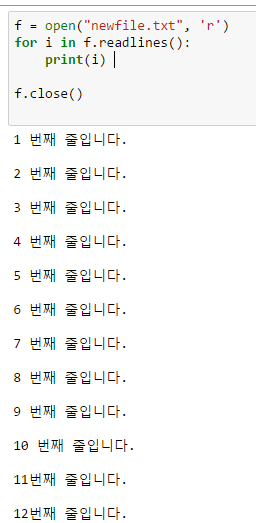 f = open("newfile.txt", 'r')
for i in f.readlines():
    print(i)
f.close()
1 번째 줄입니다.
2 번째 줄입니다.
3 번째 줄입니다.
4 번째 줄입니다.
5 번째 줄입니다.
6 번째 줄입니다.
7 번째 줄입니다.
8 번째 줄입니다.
9 번째 줄입니다.
10 번째 줄입니다.
11번째 줄입니다.
12번째 줄입니다.